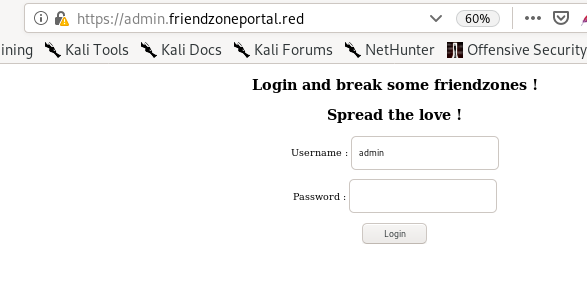 https://admin.friendzoneportal.red 60%
ining Kali Tools Kali Docs Kali Forums NetHunter Offensive Security
Login and break some friendzones !
Spread the love !
Username : admin
Password :
Login